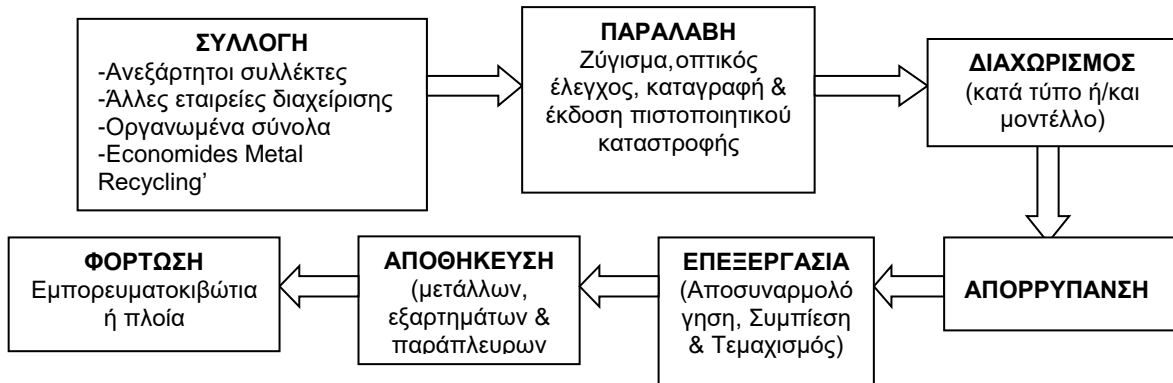 ΣΥΛΛΟΓΗ
-Ανεξάρτητοι συλλέκτες
-Άλλες εταιρείες διαχείρισης
-Οργανωμένα σύνολα
-Economides Metal
Recycling’
ΠΑΡΑΛΑΒΗ
Ζύγισμα,οπτικός
έλεγχος, καταγραφή &
έκδοση πιστοποιητικού
καταστροφής
ΔΙΑΧΩΡΙΣΜΟΣ
(κατά τύπο ή/και
μοντέλλο)
ΑΠΟΡΡΥΠΑΝΣΗ
ΕΠΕΞΕΡΓΑΣΙΑ
(Αποσυναρμολό
γηση, Συμπίεση
& Τεμαχισμός)
ΑΠΟΘΗΚΕΥΣΗ
(μετάλλων,
εξαρτημάτων &
παράπλευρων
ΦΟΡΤΩΣΗ
Εμπορευματοκιβώτια
ή πλοία